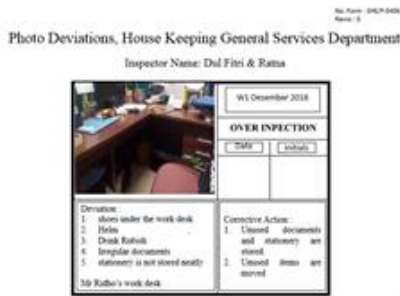 Photo Deviations, House Keeping General Services Department
Inspector Name: Dul Fitri & Ratna
W1 Desember 2016
OVER INPECTION
Date
Initials
Deviation :
1. shoes under the work desk
2. Helm
3. Drunk Rubish
4. Irregular documents
5. stationery is not stored neatly
Mr Ridho's work desk
Corrective Action :
1. Unused documents
and stationery are
stored
2. Unused items are
moved